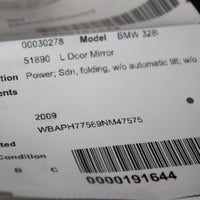 00030278 Model BMW 328i
51890 L Door Mirror
tion Power; Sdn, folding, w/o automatic tilt; w/o
ents
2009
WBAPH77569NM47575
ted
Condition
B C
0000191644